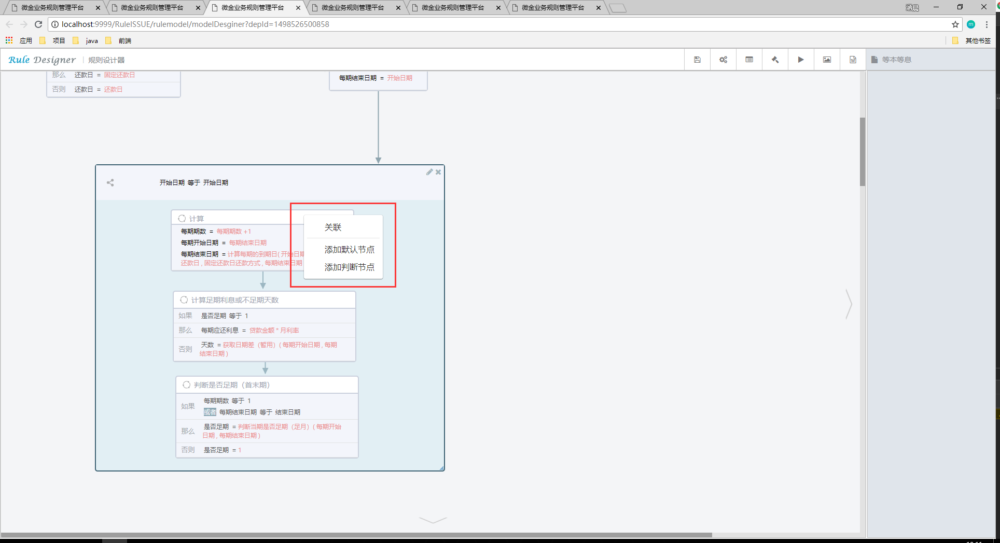 微金业务规则管理平台
微金业务规则管理平台
微金业务规则管理平台
微金业务规则管理平台
微金业务规则管理平台
微金业务规则管理平台
涵晨
localhost:9999/RuleISSUE/rulemodel/modelDesginer?depId=1498526500858
m
应用
项目
java
前端
其他书签
Rule Designer
规则设计器
W
等本等息
那么 还款日 = 固定还款日
否则 还款日 = 还款日
每期结束日期 = 开始日期
开始日期 等于 开始日期
计算
每期期数 = 每期期数 +1
每期开始日期 = 每期结束日期
每期结束日期 = 计算每期的到期日( 开始日期
还款日 , 固定还款日还款方式 , 每期结束日期
关联
添加默认节点
添加判断节点
计算足期利息或不足期天数
如果 是否足期 等于 1
那么 每期应还利息 = 贷款金额 * 月利率
否则 天数 = 获取日期差（暂用）( 每期开始日期 , 每期
结束日期 )
判断是否足期（首末期）
如果 每期期数 等于 1
或者 每期结束日期 等于 结束日期
那么 是否足期 = 判断当期是否足期（足月）( 每期开始
日期 , 每期结束日期 )
否则 是否足期 = 1